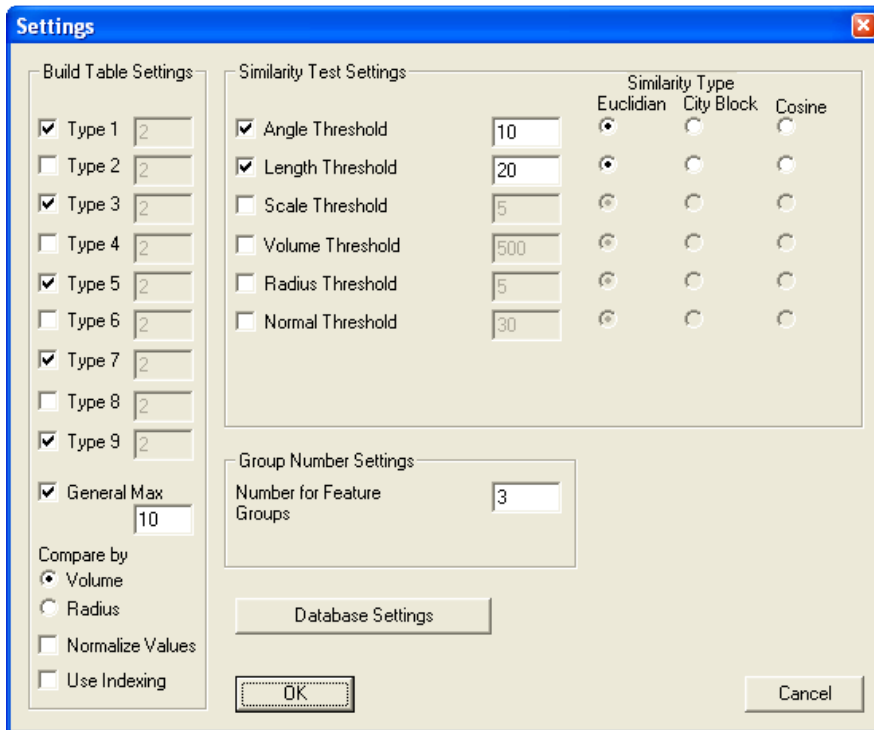 Settings
Build Table Settings
Type 1 2
Type 2 2
Type 3 2
Type 4 2
Type 5 2
Type 6 2
Type 7 2
Type 8 2
Type 9 2
General Max
10
Compare by
Volume
Radius
Normalize Values
Use Indexing
Similarity Test Settings
Similarity Type
Euclidian City Block Cosine
Angle Threshold 10
Length Threshold 20
Scale Threshold 5
Volume Threshold 500
Radius Threshold 5
Normal Threshold 30
Group Number Settings
Number for Feature 3
Groups
Database Settings
OK
Cancel